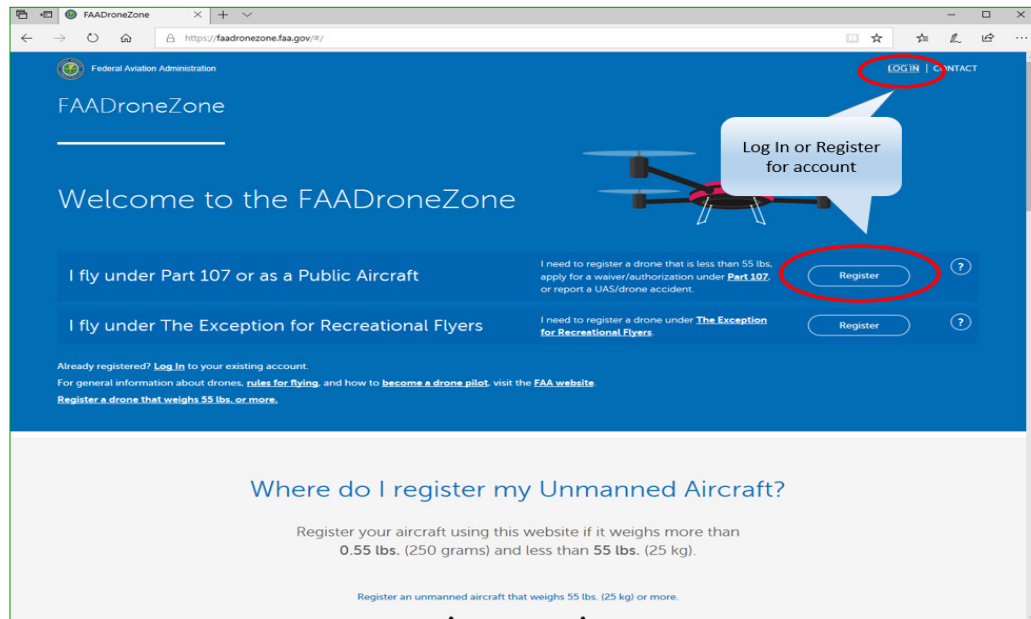 FAADroneZone
https://faadronezone.faa.gov/#/
Federal Aviation Administration
LOG IN | CONTACT
FAADroneZone
Log In or Register
for account
Welcome to the FAADroneZone
I fly under Part 107 or as a Public Aircraft
I need to register a drone that is less than 55 lbs,
apply for a waiver/authorization under Part 107,
or report a UAS/drone accident.
Register
?
I fly under The Exception for Recreational Flyers
I need to register a drone under The Exception
for Recreational Flyers.
Register
?
Already registered? Log In to your existing account.
For general information about drones, rules for flying, and how to become a drone pilot, visit the FAA website.
Register a drone that weighs 55 lbs. or more.
Where do I register my Unmanned Aircraft?
Register your aircraft using this website if it weighs more than
0.55 lbs. (250 grams) and less than 55 lbs. (25 kg).
Register an unmanned aircraft that weighs 55 lbs. (25 kg) or more.